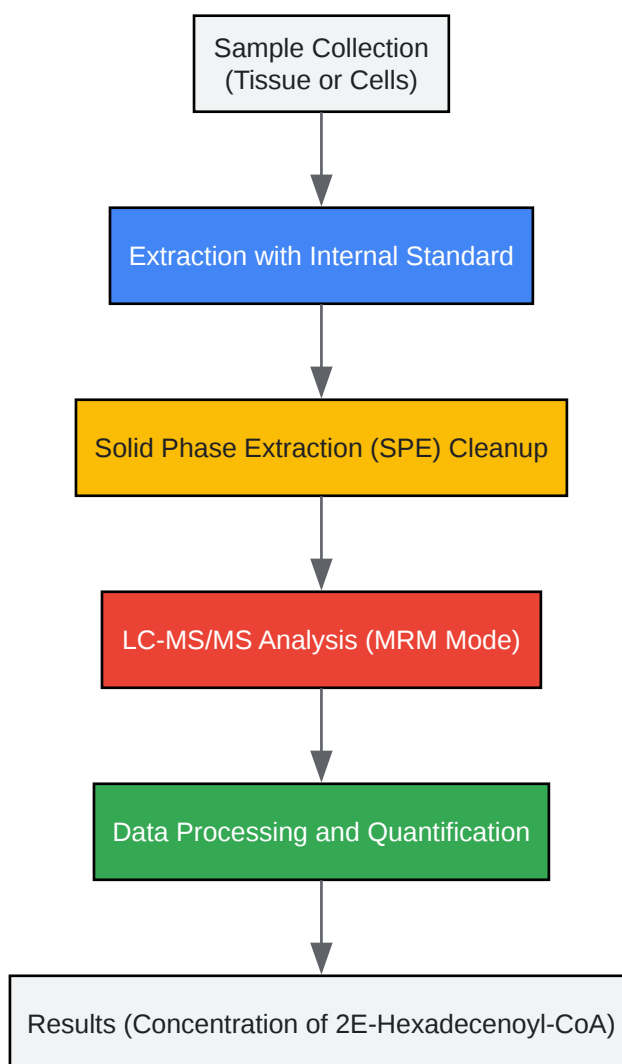 Sample Collection
(Tissue or Cells)
Extraction with Internal Standard
Solid Phase Extraction (SPE) Cleanup
LC-MS/MS Analysis (MRM Mode)
Data Processing and Quantification
Results (Concentration of 2E-Hexadecenoyl-CoA)